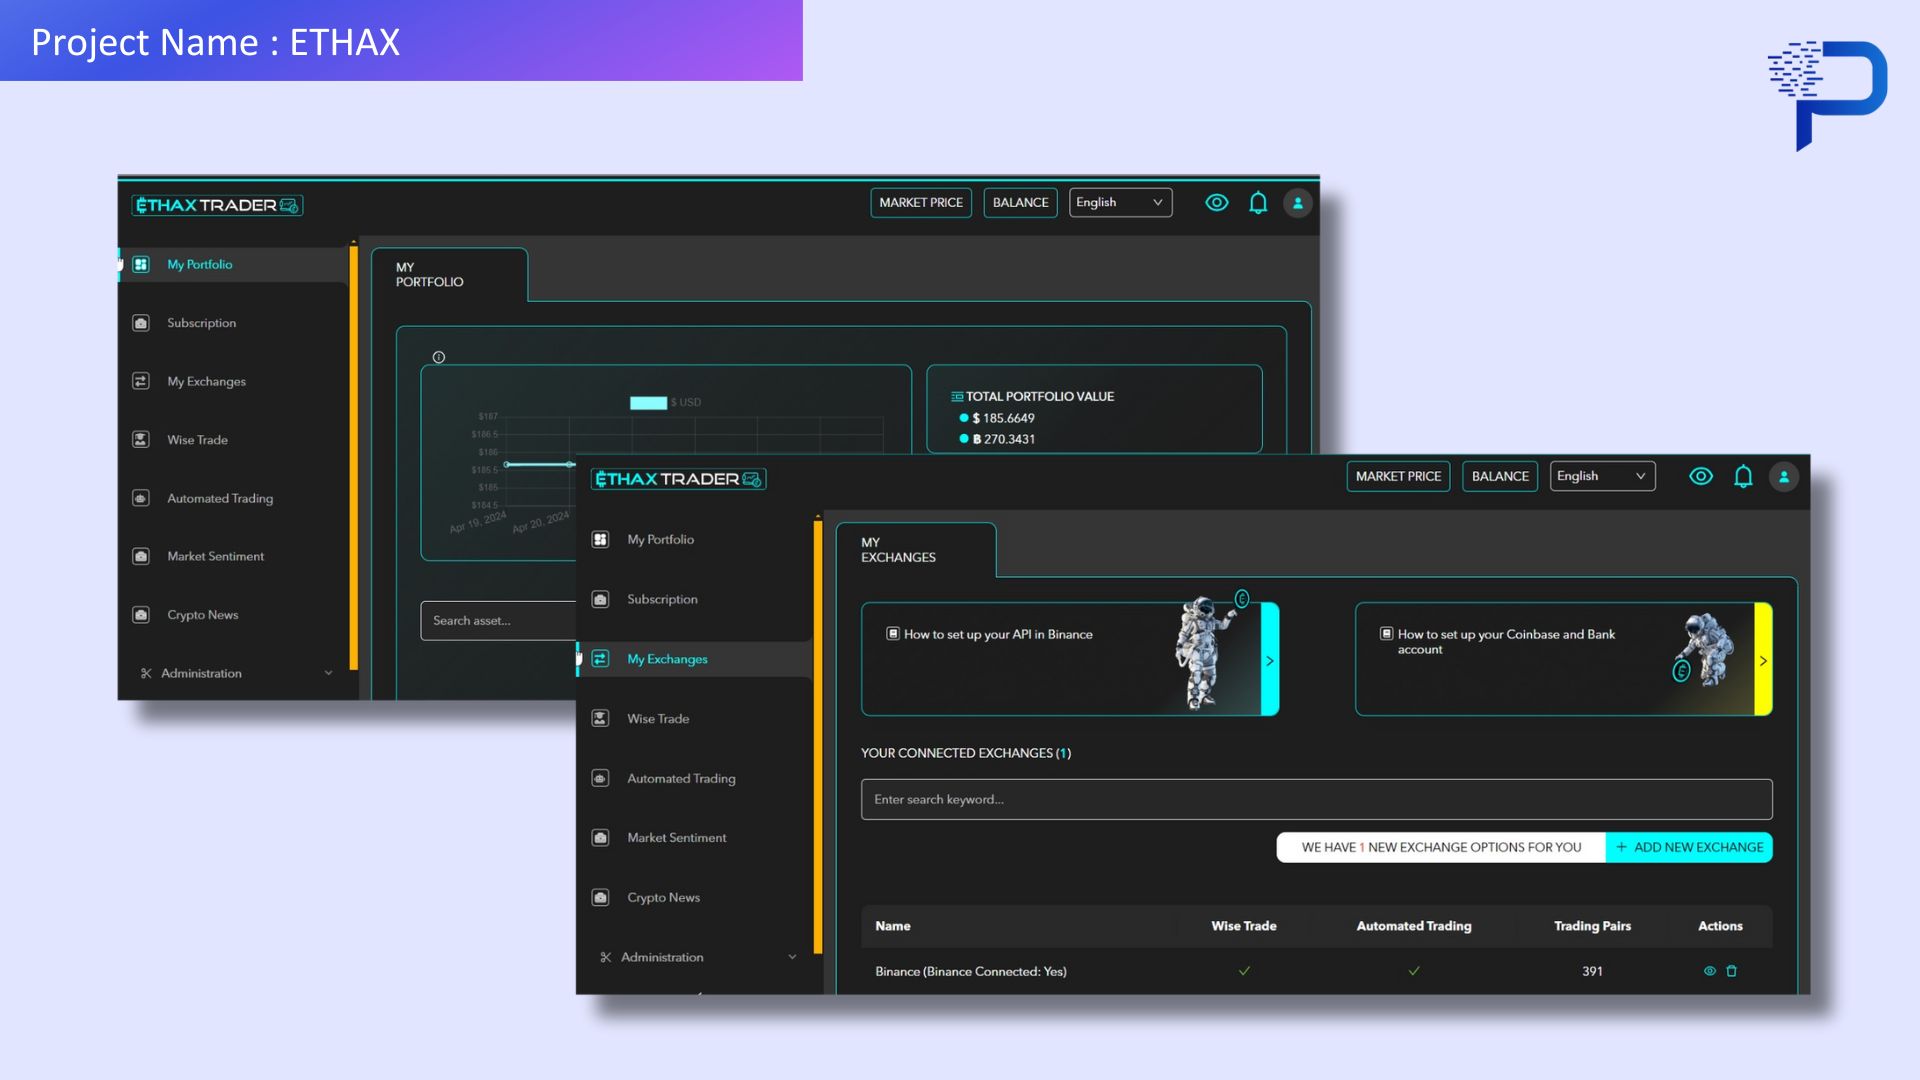 Project Name : ETHAX
ETHAX TRADER
MARKET PRICE
BALANCE
English
My Portfolio
Subscription
My Exchanges
Wise Trade
Automated Trading
Market Sentiment
Crypto News
Administration
MY
PORTFOLIO
$ USD
$187
$186.5
$186
$185.5
$185
$184.5
Apr 19, 2024
Apr 20, 2024
TOTAL PORTFOLIO VALUE
$ 185.6649
฿ 270.3431
Search asset...
ETHAX TRADER
MARKET PRICE
BALANCE
English
My Portfolio
Subscription
My Exchanges
Wise Trade
Automated Trading
Market Sentiment
Crypto News
Administration
MY
EXCHANGES
How to set up your API in Binance
How to set up your Coinbase and Bank
account
YOUR CONNECTED EXCHANGES (1)
Enter search keyword...
WE HAVE 1 NEW EXCHANGE OPTIONS FOR YOU
+ ADD NEW EXCHANGE
Name Wise Trade Automated Trading Trading Pairs Actions
Binance (Binance Connected: Yes) 391